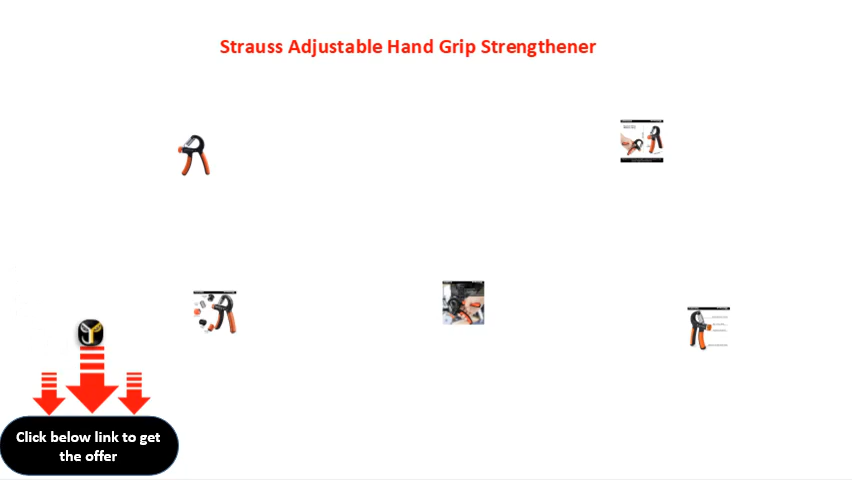 Strauss Adjustable Hand Grip Strengthener
Click below link to get
the offer